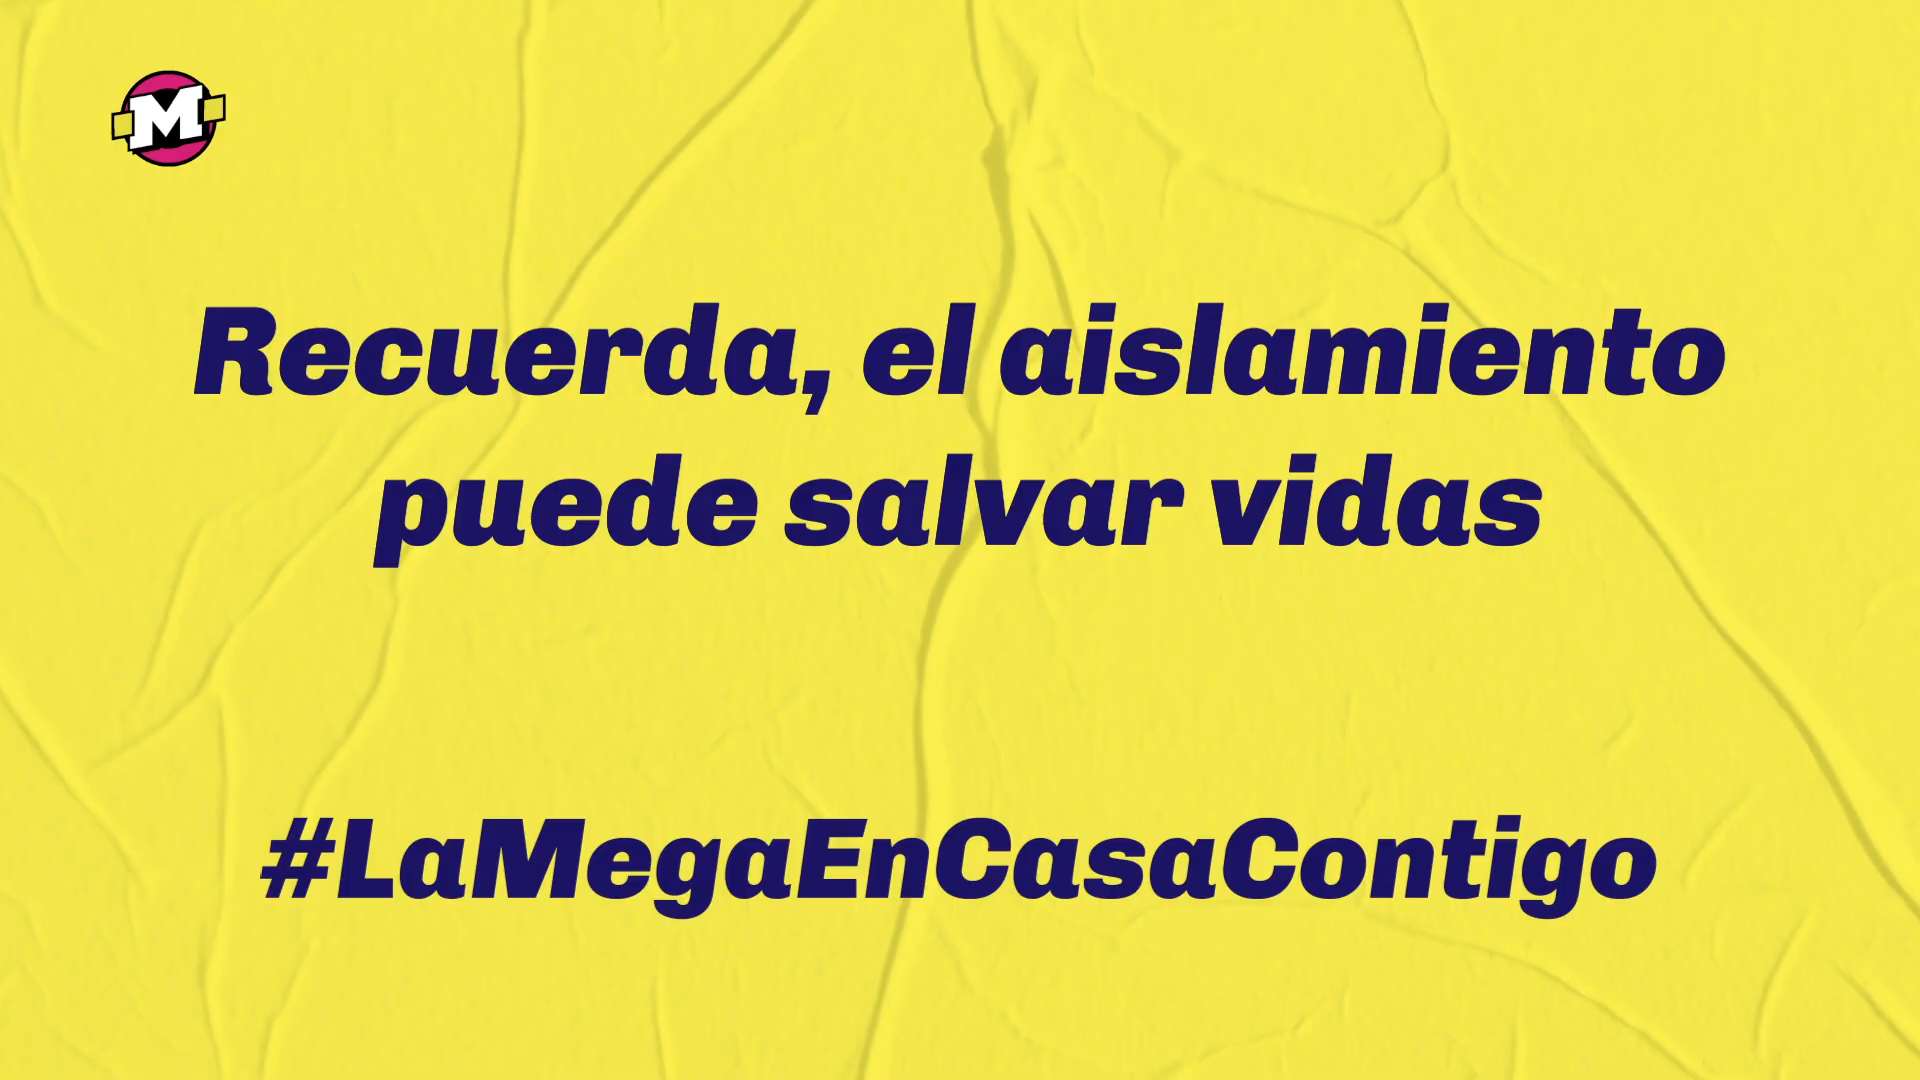 M
Recuerda, el aislamiento
puede salvar vidas
#LaMegaEnCasaContigo